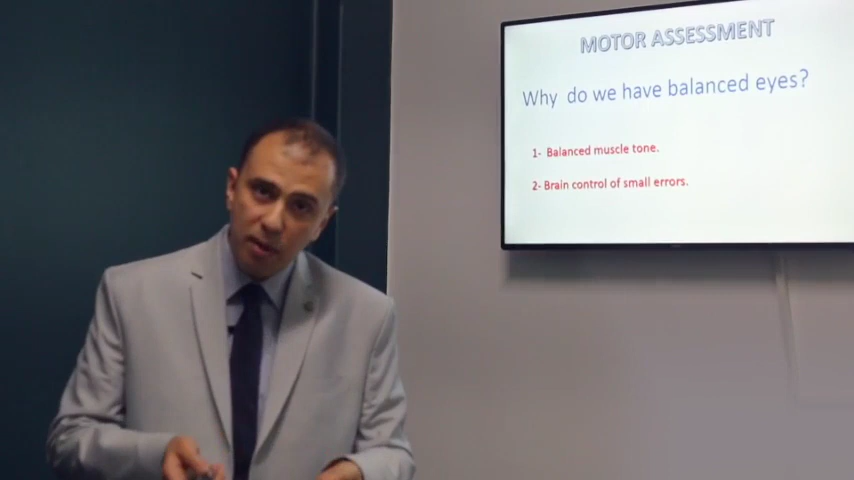 MOTOR ASSESSMENT
Why do we have balanced eyes?
1- Balanced muscle tone.
2- Brain control of small errors.